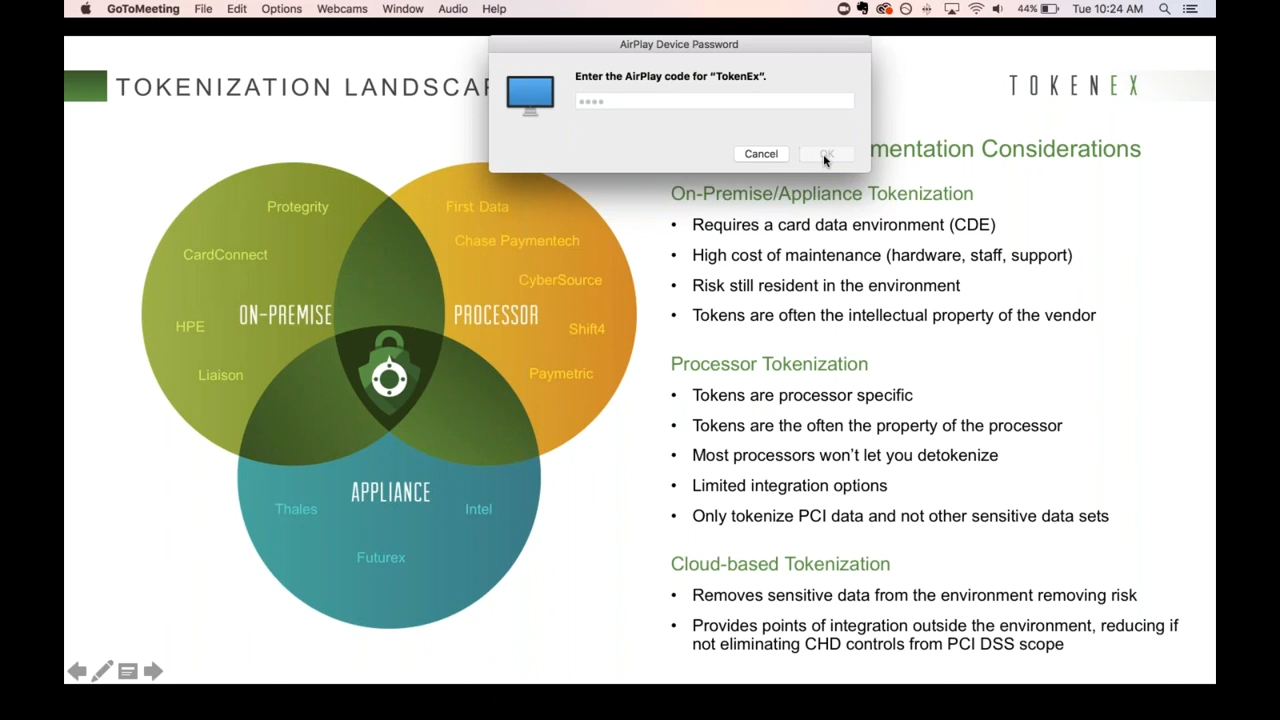 GoToMeeting File Edit Options Webcams Window Audio Help 44% Tue 10:24 AM
AirPlay Device Password
Enter the AirPlay code for “TokenEx”.
••••
Cancel OK
TOKENIZATION LANDSCA
TOKENEX
mentation Considerations
Protegrity
CardConnect
HPE
ON-PREMISE
Liaison
First Data
Chase Paymentech
CyberSource
PROCESSOR
Shift4
Paymetric
APPLIANCE
Thales
Intel
Futurex
On-Premise/Appliance Tokenization
• Requires a card data environment (CDE)
• High cost of maintenance (hardware, staff, support)
• Risk still resident in the environment
• Tokens are often the intellectual property of the vendor
Processor Tokenization
• Tokens are processor specific
• Tokens are the often the property of the processor
• Most processors won’t let you detokenize
• Limited integration options
• Only tokenize PCI data and not other sensitive data sets
Cloud-based Tokenization
• Removes sensitive data from the environment removing risk
• Provides points of integration outside the environment, reducing if
not eliminating CHD controls from PCI DSS scope